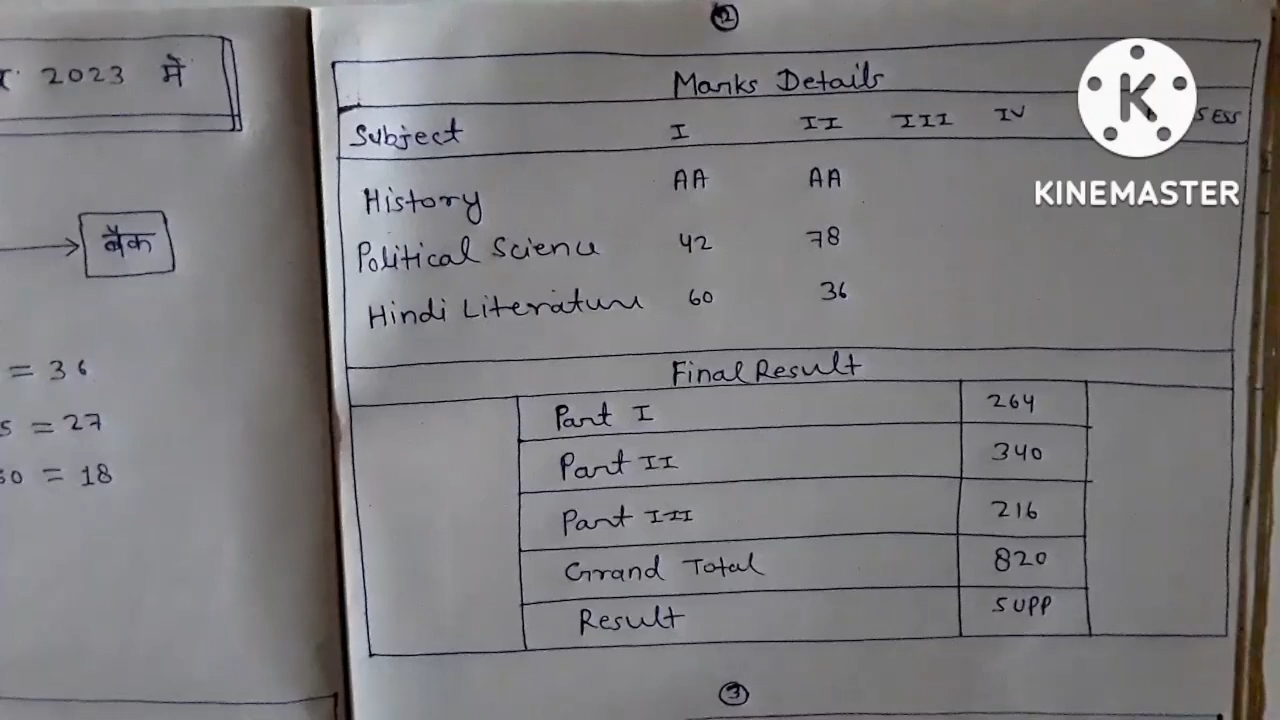 2023 में
बैक
= 36
5 = 27
30 = 18
2
Marks Details
Subject I II III IV SESS
History AA AA
Political Science 42 78
Hindi Literature 60 36
Final Result
Part I 264
Part II 340
Part III 216
Grand Total 820
Result SUPP
3
K
KINEMASTER